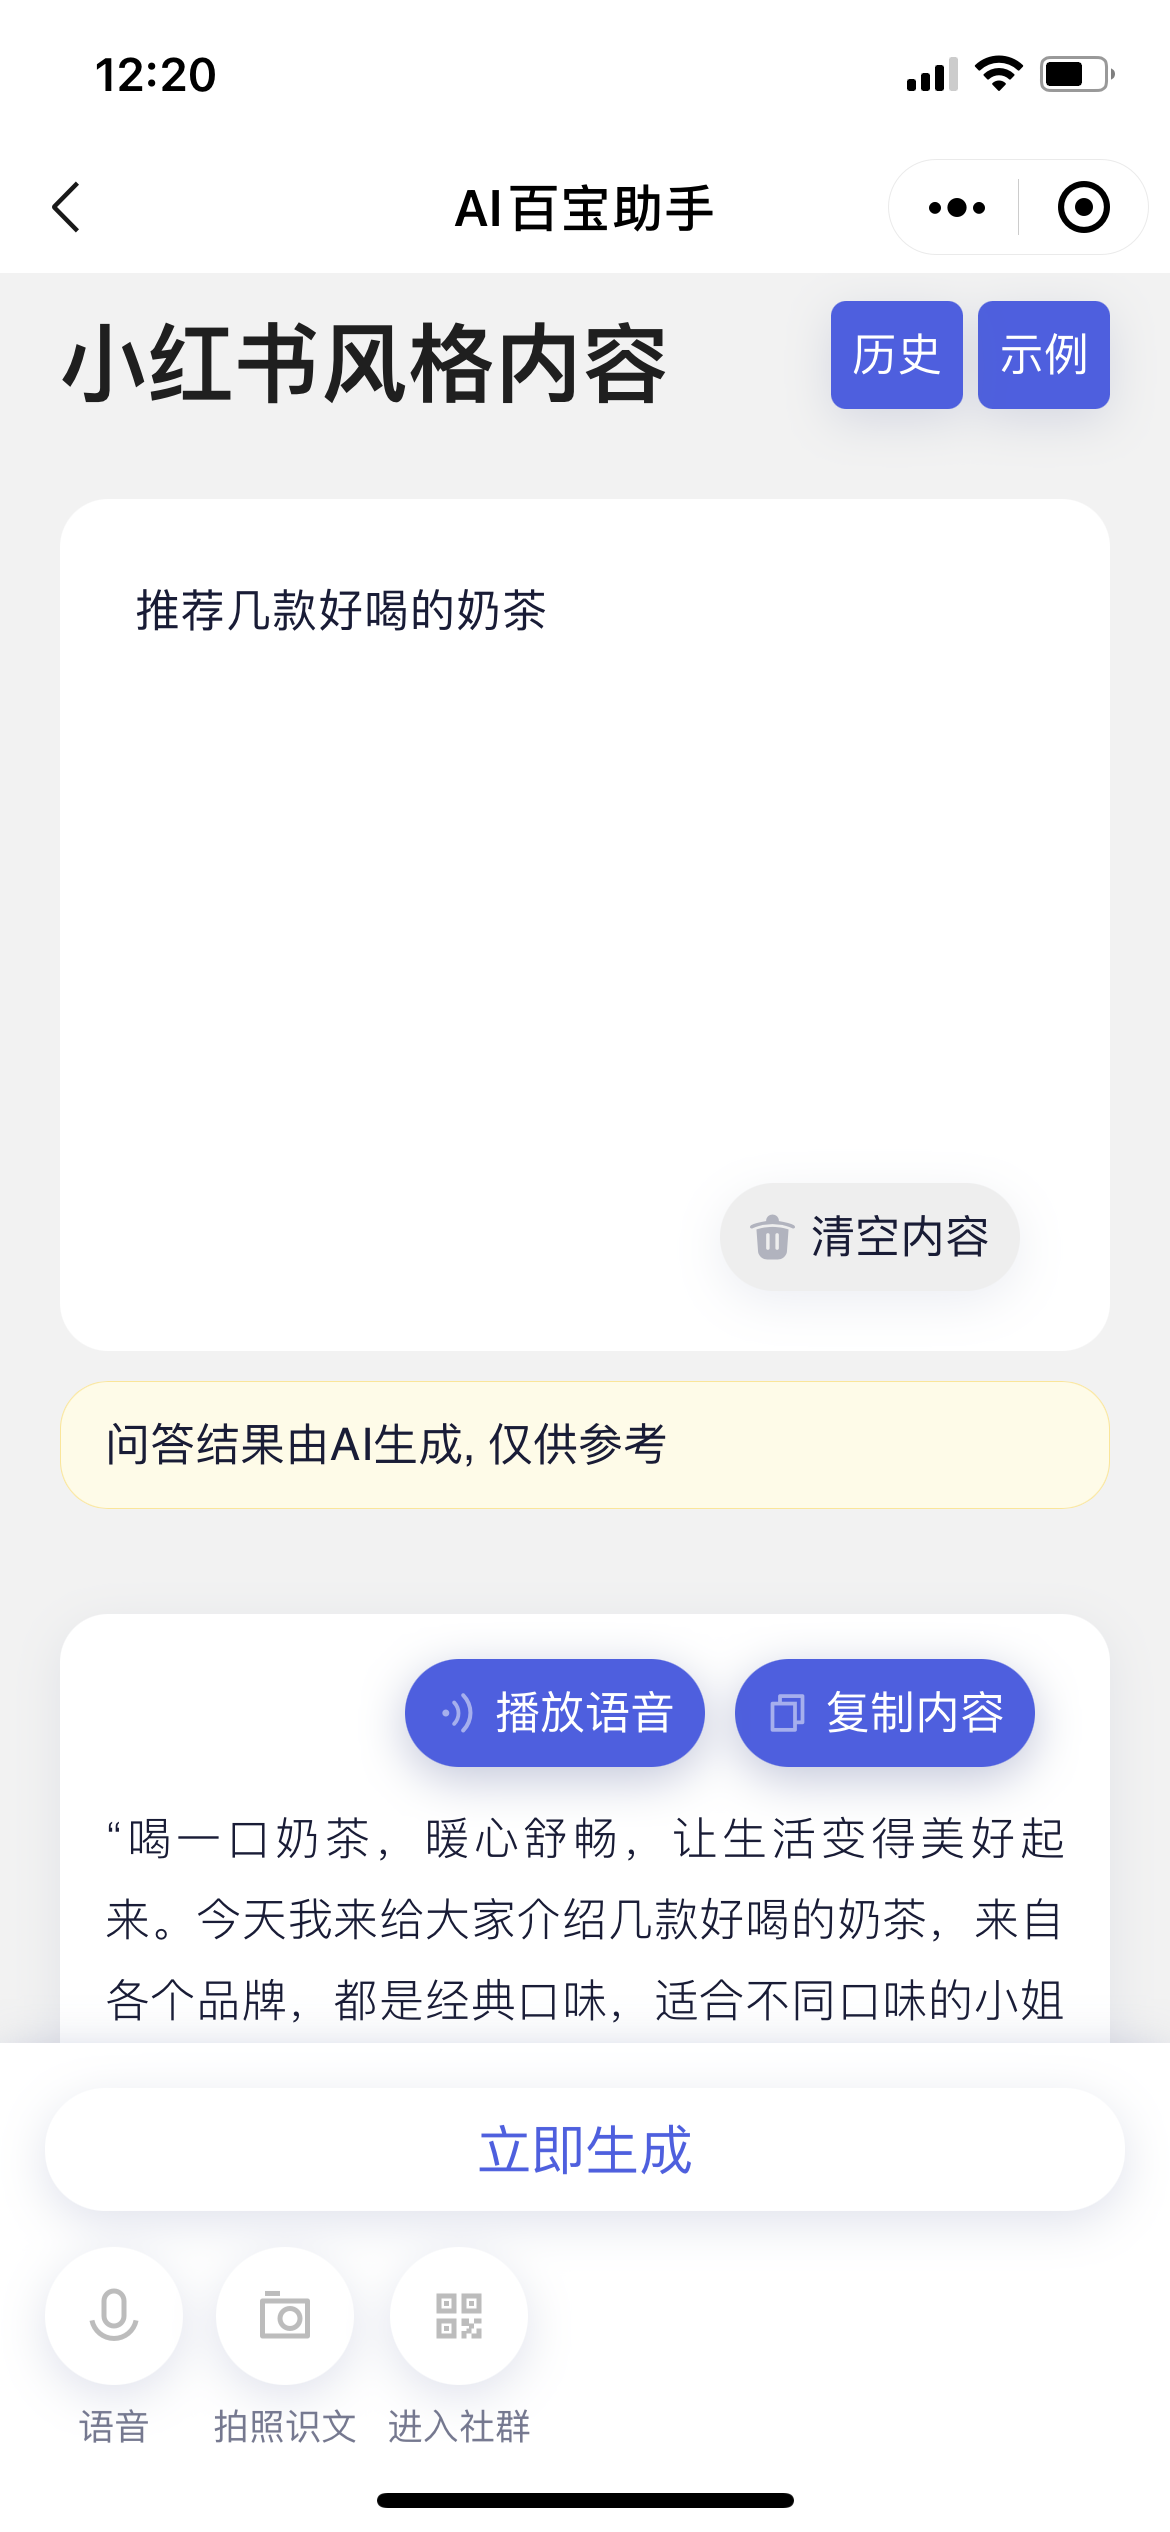 12:20
AI百宝助手
小红书风格内容
历史
示例
推荐几款好喝的奶茶
清空内容
问答结果由AI生成, 仅供参考
播放语音
复制内容
“喝一口奶茶，暖心舒畅，让生活变得美好起
来。今天我来给大家介绍几款好喝的奶茶，来自
各个品牌，都是经典口味，适合不同口味的小姐
立即生成
语音
拍照识文
进入社群